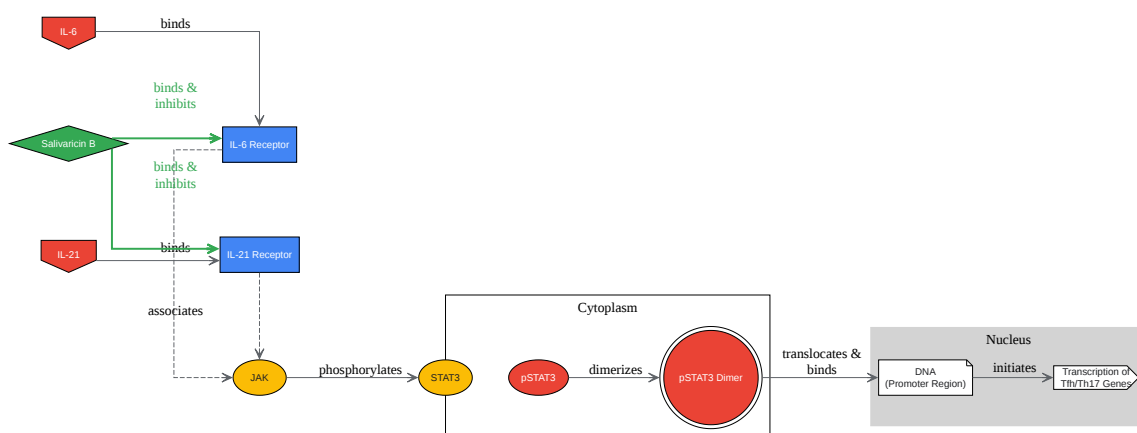 IL-6
binds
binds &
inhibits
Salivaricin B
IL-6 Receptor
binds &
inhibits
IL-21
binds
IL-21 Receptor
associates
Cytoplasm
JAK
phosphorylates
STAT3
pSTAT3
dimerizes
pSTAT3 Dimer
translocates &
binds
Nucleus
DNA
(Promoter Region)
initiates
Transcription of
Tfh/Th17 Genes